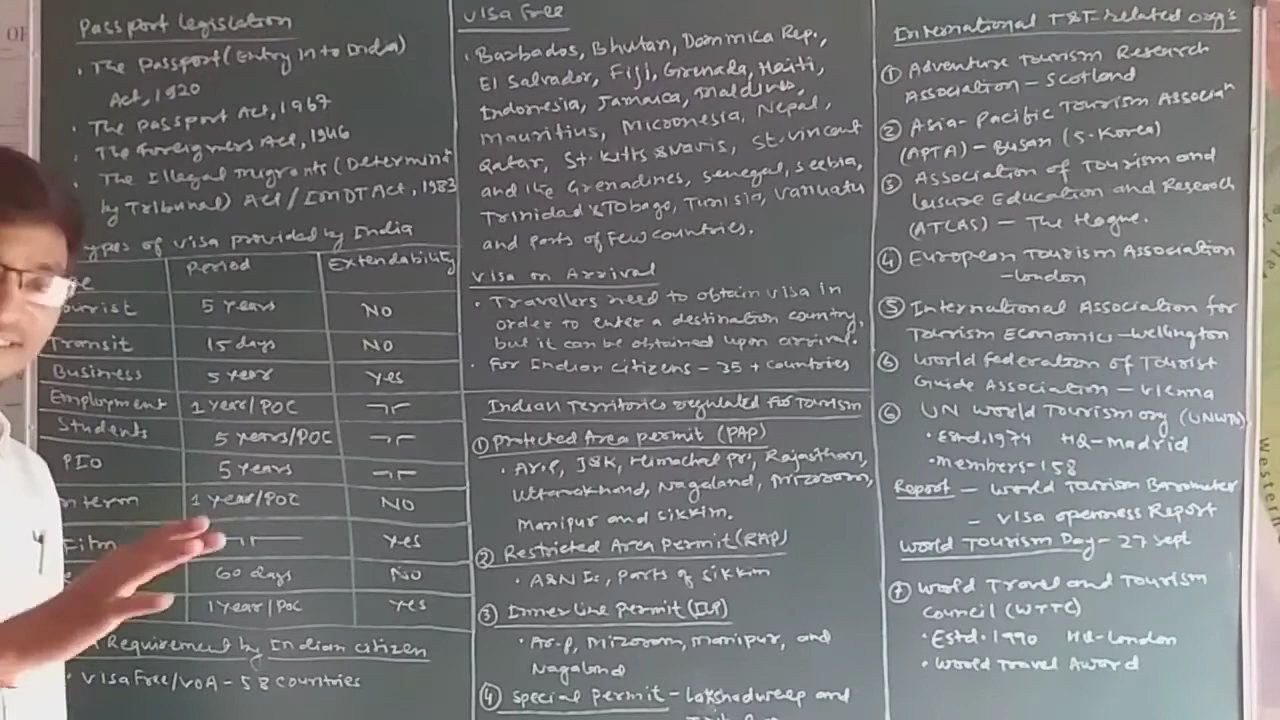 Passport legislation
• The Passport (Entry Into India)
Act, 1920
• The Passport Act, 1967
• The Foreigners Act, 1946
• The Illegal Migrants (Determint
by Tribunal) Act / IMDT Act, 1983
ypes of visa provided by India
Period Extendability
ourist 5 years NO
Transit 15 days NO
Business 5 year Yes
Employment 1 year/POC
Students 5 years/POC
PIO 5 years
ntern 1 year/POC NO
Film Yes
60 days No
1 year/POC Yes
Requirement by Indian citizen
• Visa Free/VOA - 58 countries
Visa Free
• Barbados, Bhutan, Dominica Rep.,
El Salvador, Fiji, Grenada, Haiti,
Indonesia, Jamaica, Maldives,
Mauritius, Micronesia, Nepal,
Qatar, St. Kitts & Navis, St. Vincent
and the Grenadines, Senegal, Seebia,
Trinidad & Tobago, Tunisia, Vanuatu
and parts of few countries.
Visa on Arrival
• Travellers need to obtain visa in
order to enter a destination country,
but it can be obtained upon arrival.
• For Indian citizens - 35 + countries
Indian Territories regulated for Tourism
① Protected Area permit (PAP)
• Ar.P, J&K, Himachal Pr, Rajasthan,
Uttarakhand, Nagaland, Mizoram,
Manipur and Sikkim.
② Restricted Area Permit (RAP)
• A&N Is, Parts of Sikkim
③ Inner line permit (ILP)
• Ar.P, Mizoram, Manipur, and
Nagaland
④ Special permit - Lakshadweep and
International T&T related org's
① Adventure Tourism Research
Association - Scotland
② Asia-Pacific Tourism Associan
(APTA) - Busan (S. Korea)
③ Association of Tourism and
leisure Education and Research
(ATLAS) - The Hague.
④ European Tourism Association
- London
⑤ International Association for
Tourism Economics - Wellington
⑥ World Federation of Tourist
Guide Association - Vienna
⑥ UN World Tourism org (UNWTO)
• Estd. 1974 HQ - Madrid
• Members - 158
Report - World Tourism Barometer
- Visa openness Report
World Tourism Day - 27 Sept
⑦ World Travel and Tourism
Council (WTTC)
• Estd. 1990 HQ - London
• World Travel Award
Western